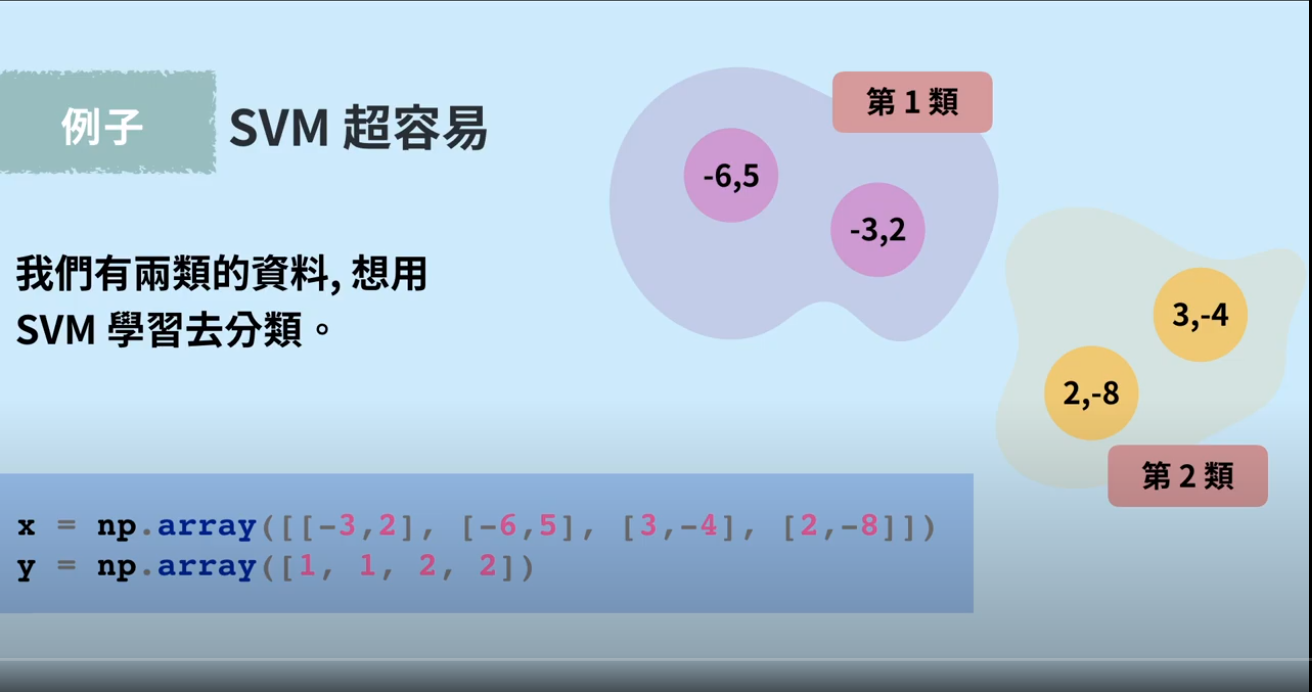 例子
SVM 超容易
我們有兩類的資料, 想用
SVM 學習去分類。
第 1 類
-6,5
-3,2
3,-4
2,-8
第 2 類
x = np.array([[-3,2], [-6,5], [3,-4], [2,-8]])
y = np.array([1, 1, 2, 2])